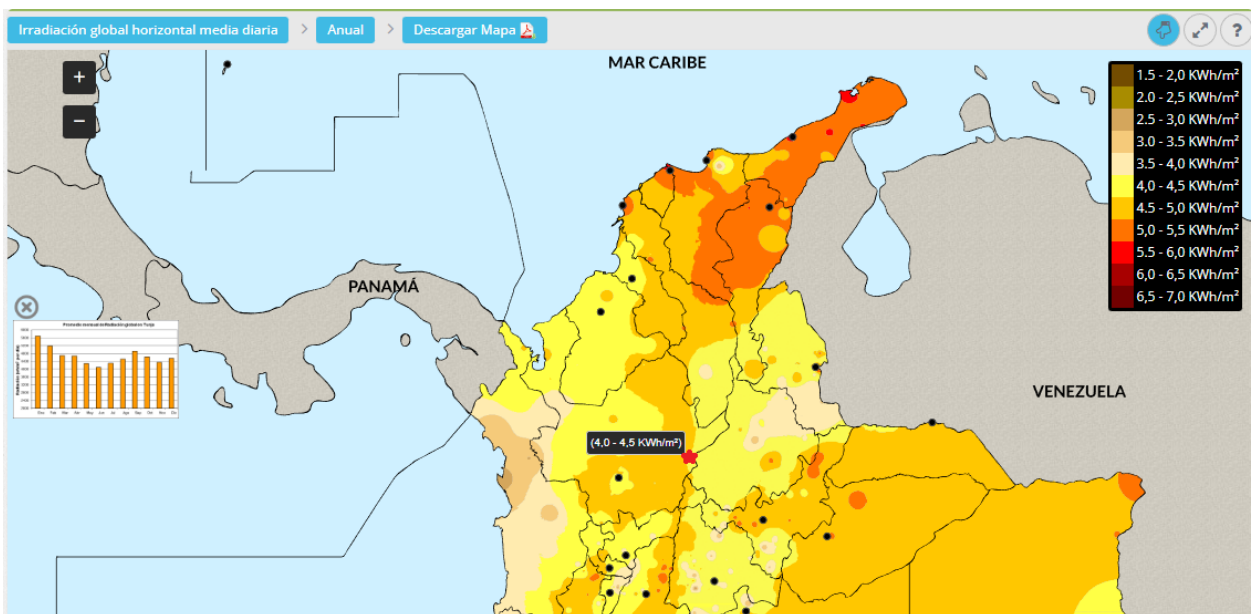 Irradiación global horizontal media diaria
Anual
Descargar Mapa
?
+
−
MAR CARIBE
1.5 - 2,0 KWh/m²
2.0 - 2,5 KWh/m²
2.5 - 3,0 KWh/m²
3.0 - 3.5 KWh/m²
3.5 - 4,0 KWh/m²
4,0 - 4,5 KWh/m²
4.5 - 5,0 KWh/m²
5,0 - 5,5 KWh/m²
5.5 - 6,0 KWh/m²
6,0 - 6,5 KWh/m²
6,5 - 7,0 KWh/m²
PANAMÁ
VENEZUELA
(4,0 - 4,5 KWh/m²)